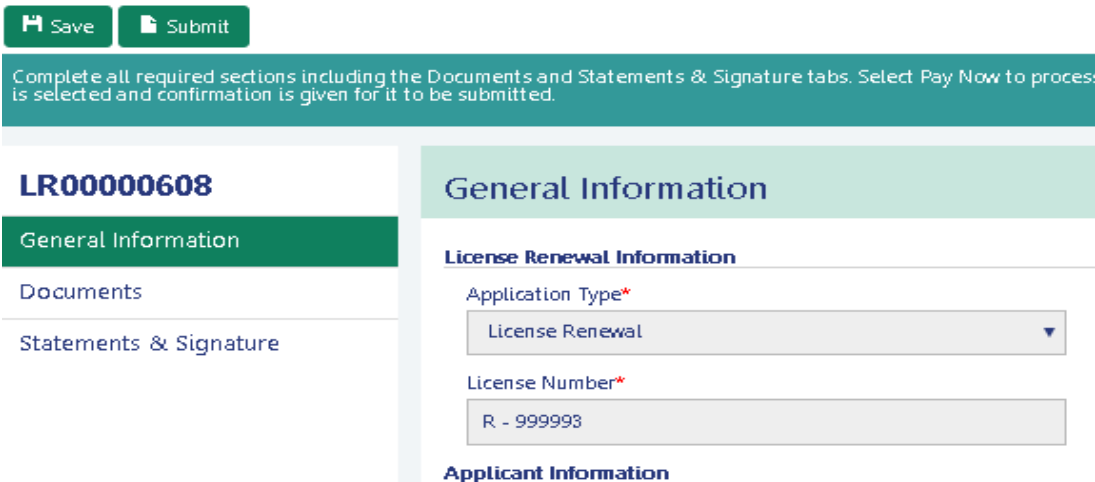 Save
Submit
Complete all required sections including the Documents and Statements & Signature tabs. Select Pay Now to process
is selected and confirmation is given for it to be submitted.
LR00000608
General Information
Documents
Statements & Signature
General Information
License Renewal Information
Application Type*
License Renewal
License Number*
R - 999993
Applicant Information